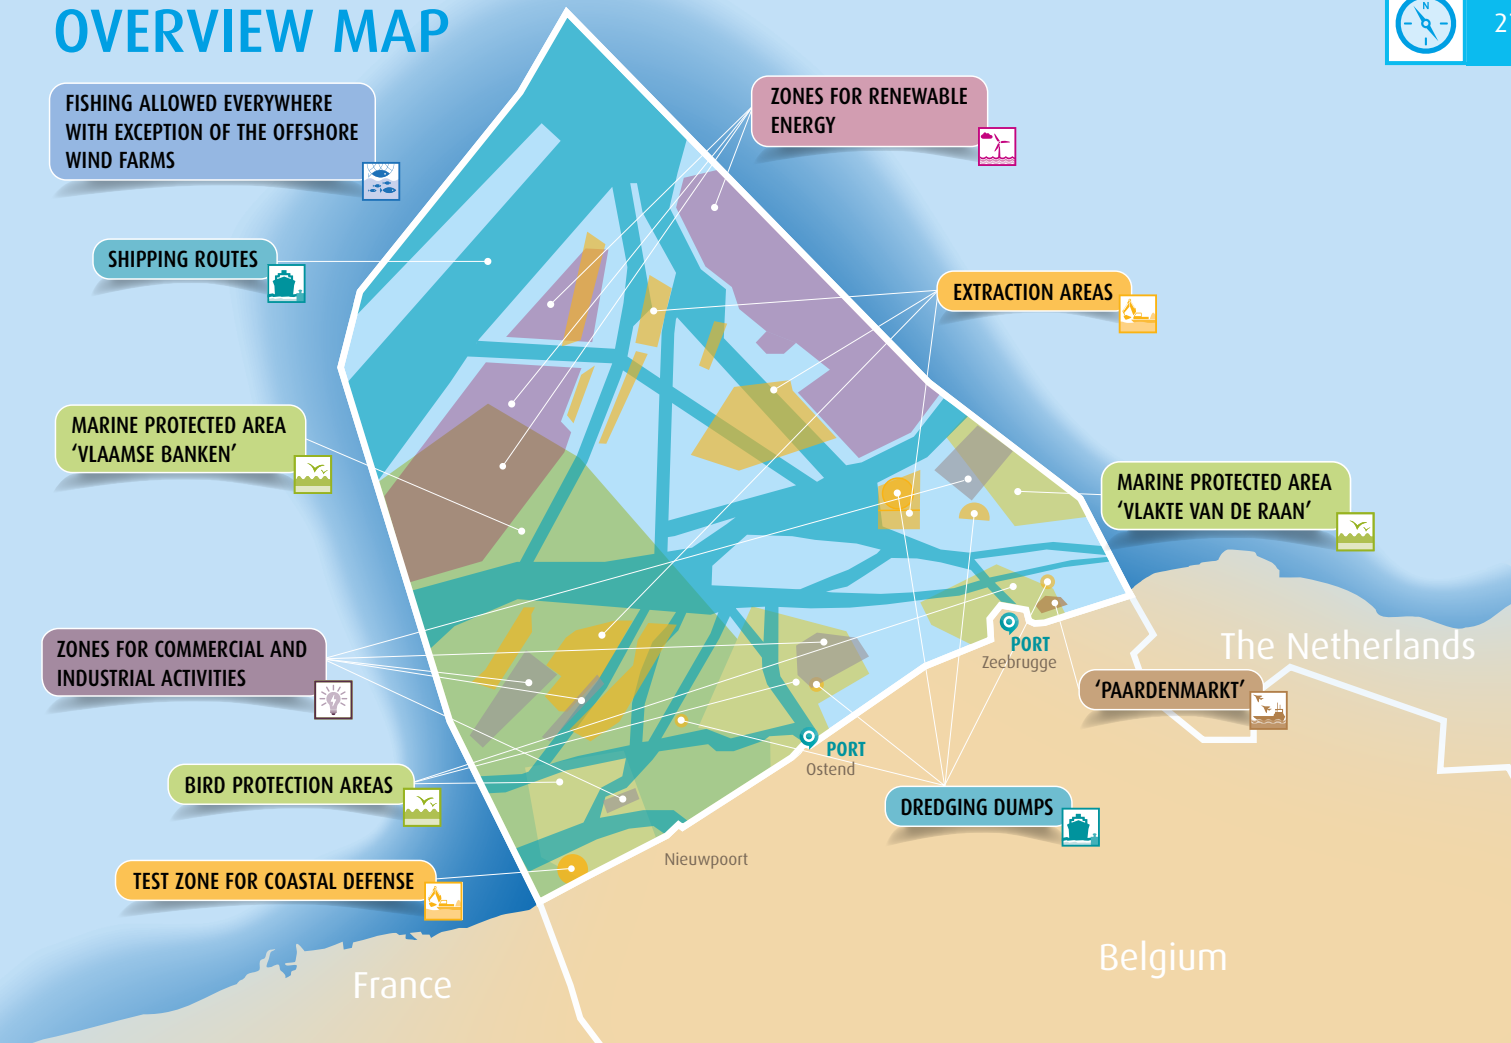 OVERVIEW MAP
N
FISHING ALLOWED EVERYWHERE
WITH EXCEPTION OF THE OFFSHORE
WIND FARMS
ZONES FOR RENEWABLE
ENERGY
SHIPPING ROUTES
EXTRACTION AREAS
MARINE PROTECTED AREA
‘VLAAMSE BANKEN’
MARINE PROTECTED AREA
‘VLAKTE VAN DE RAAN’
ZONES FOR COMMERCIAL AND
INDUSTRIAL ACTIVITIES
PORT
Zeebrugge
The Netherlands
‘PAARDENMARKT’
PORT
Ostend
BIRD PROTECTION AREAS
DREDGING DUMPS
Nieuwpoort
TEST ZONE FOR COASTAL DEFENSE
France
Belgium